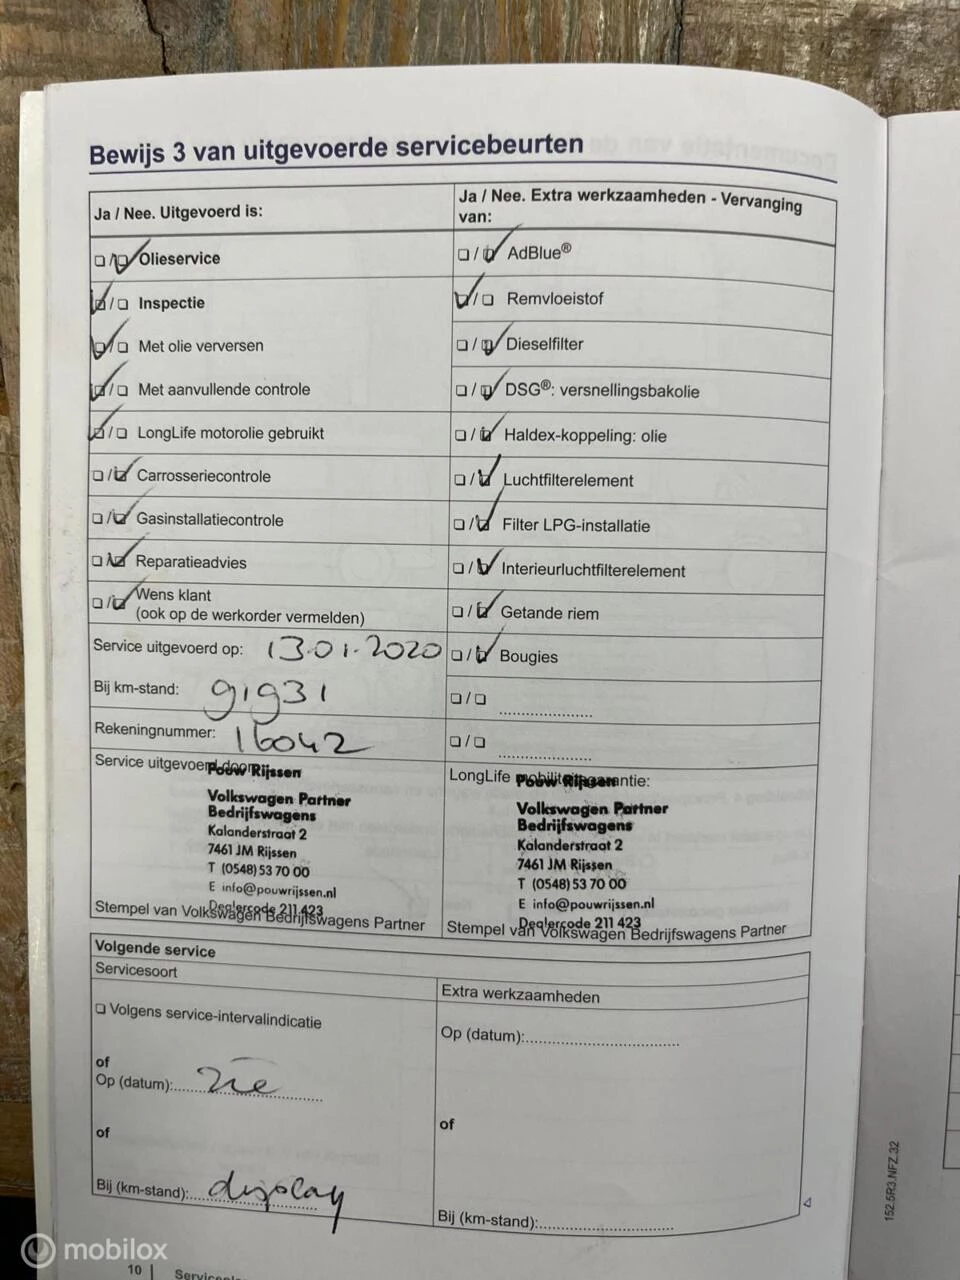 Bewijs 3 van uitgevoerde servicebeurten
Ja / Nee. Uitgevoerd is:
Olieservice
Inspectie
Met olie verversen
Met aanvullende controle
LongLife motorolie gebruikt
Carrosseriecontrole
Gasinstallatiecontrole
Reparatieadvies
Wens klant
(ook op de werkorder vermelden)
Service uitgevoerd op: 13-01-2020
Bij km-stand: 91931
Rekeningnummer: 16042
Service uitgevoerd door:
Pouw Rijssen
Volkswagen Partner
Bedrijfswagens
Kalanderstraat 2
7461 JM Rijssen
T (0548) 53 70 00
E info@pouwrijssen.nl
Dealercode 211 423
Stempel van Volkswagen Bedrijfswagens Partner
Ja / Nee. Extra werkzaamheden - Vervanging
van:
AdBlue®
Remvloeistof
Dieselfilter
DSG®: versnellingsbakolie
Haldex-koppeling: olie
Luchtfilterelement
Filter LPG-installatie
Interieurluchtfilterelement
Getande riem
Bougies
LongLife mobiliteitsgarantie:
Pouw Rijssen
Volkswagen Partner
Bedrijfswagens
Kalanderstraat 2
7461 JM Rijssen
T (0548) 53 70 00
E info@pouwrijssen.nl
Dealercode 211 423
Stempel van Volkswagen Bedrijfswagens Partner
Volgende service
Servicesoort
Volgens service-intervalindicatie
of
Op (datum): zie
of
Bij (km-stand): display
Extra werkzaamheden
Op (datum):
of
Bij (km-stand):
152.5R3.NFZ.32
10
mobilox